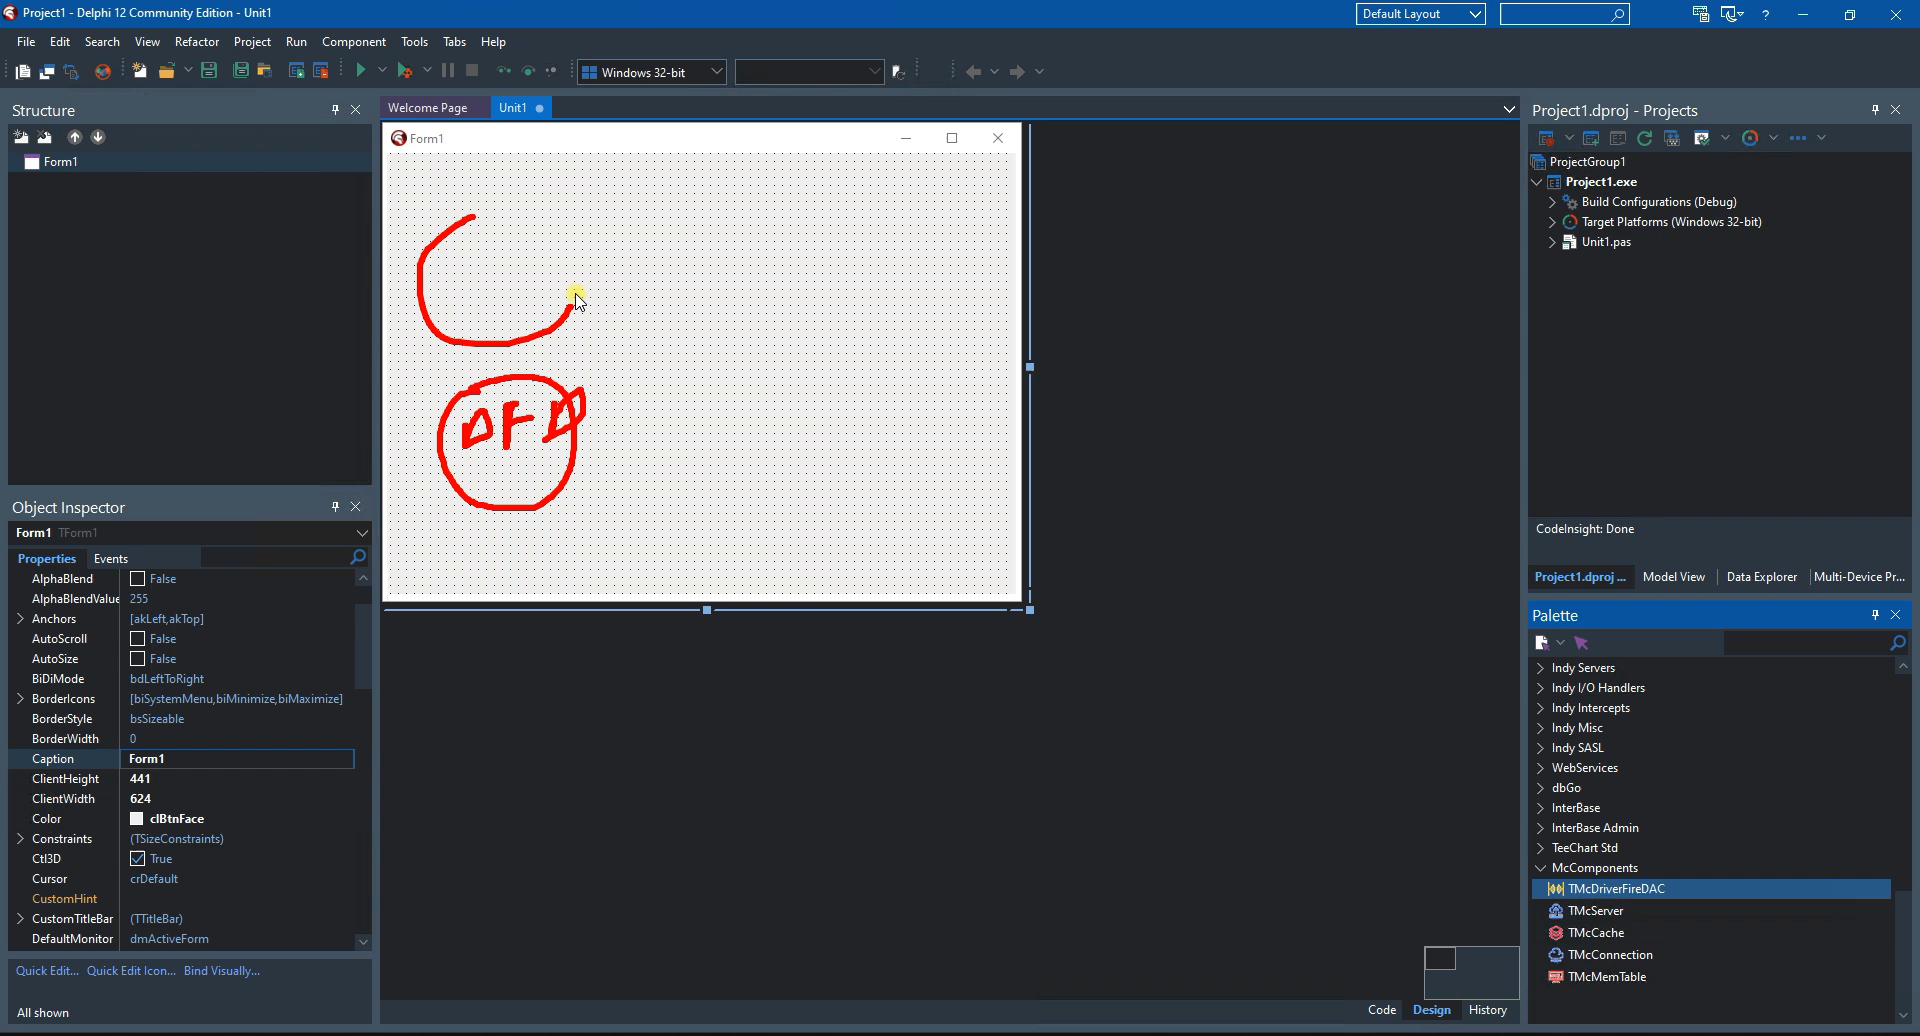 Project1 - Delphi 12 Community Edition - Unit1
Default Layout
?
File Edit Search View Refactor Project Run Component Tools Tabs Help
Windows 32-bit
Structure
Form1
Welcome Page
Unit1
Form1
Object Inspector
Form1 TForm1
Properties Events
AlphaBlend False
AlphaBlendValue 255
Anchors [akLeft,akTop]
AutoScroll False
AutoSize False
BiDiMode bdLeftToRight
BorderIcons [biSystemMenu,biMinimize,biMaximize]
BorderStyle bsSizeable
BorderWidth 0
Caption Form1
ClientHeight 441
ClientWidth 624
Color clBtnFace
Constraints (TSizeConstraints)
Ctl3D True
Cursor crDefault
CustomHint
CustomTitleBar (TTitleBar)
DefaultMonitor dmActiveForm
Quick Edit... Quick Edit Icon... Bind Visually...
All shown
Code Design History
Project1.dproj - Projects
ProjectGroup1
Project1.exe
Build Configurations (Debug)
Target Platforms (Windows 32-bit)
Unit1.pas
CodeInsight: Done
Project1.dproj ... Model View Data Explorer Multi-Device Pr...
Palette
Indy Servers
Indy I/O Handlers
Indy Intercepts
Indy Misc
Indy SASL
WebServices
dbGo
InterBase
InterBase Admin
TeeChart Std
McComponents
TMcDriverFireDAC
TMcServer
TMcCache
TMcConnection
TMcMemTable